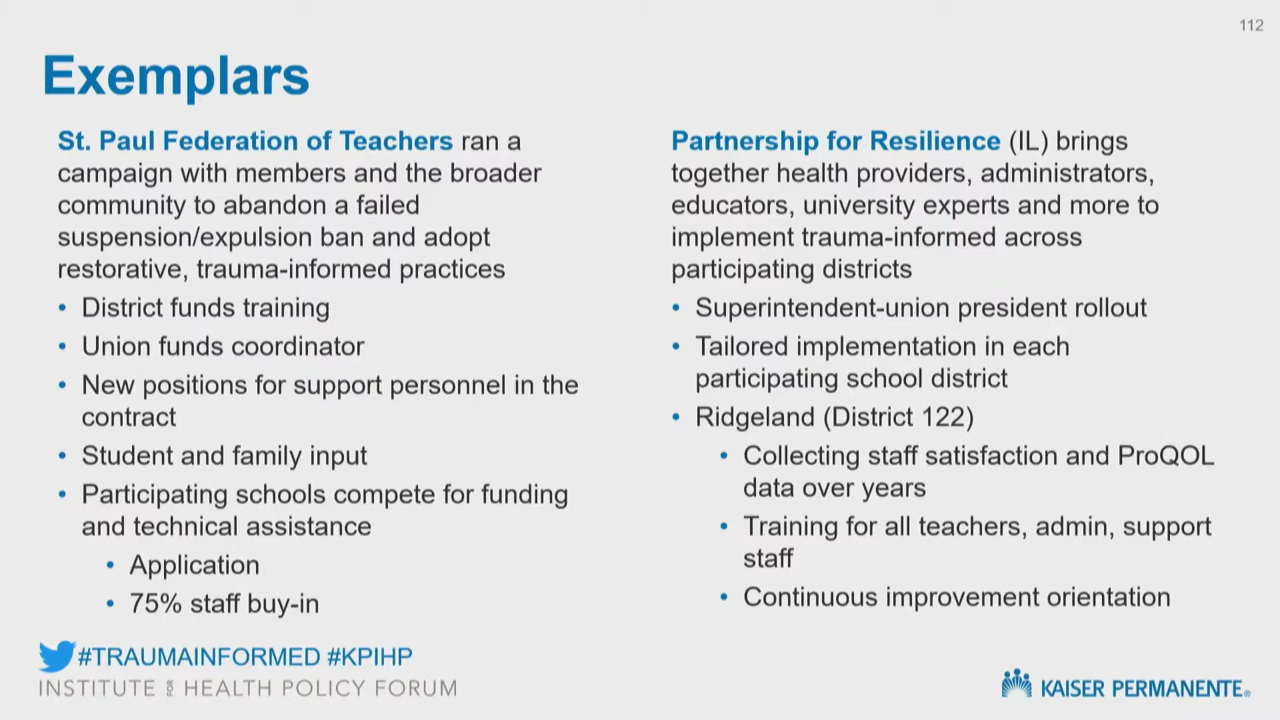 112
Exemplars
St. Paul Federation of Teachers ran a
campaign with members and the broader
community to abandon a failed
suspension/expulsion ban and adopt
restorative, trauma-informed practices
• District funds training
• Union funds coordinator
• New positions for support personnel in the
contract
• Student and family input
• Participating schools compete for funding
and technical assistance
• Application
• 75% staff buy-in
Partnership for Resilience (IL) brings
together health providers, administrators,
educators, university experts and more to
implement trauma-informed across
participating districts
• Superintendent-union president rollout
• Tailored implementation in each
participating school district
• Ridgeland (District 122)
• Collecting staff satisfaction and ProQOL
data over years
• Training for all teachers, admin, support
staff
• Continuous improvement orientation
#TRAUMAINFORMED #KPIHP
INSTITUTE FOR HEALTH POLICY FORUM
KAISER PERMANENTE®